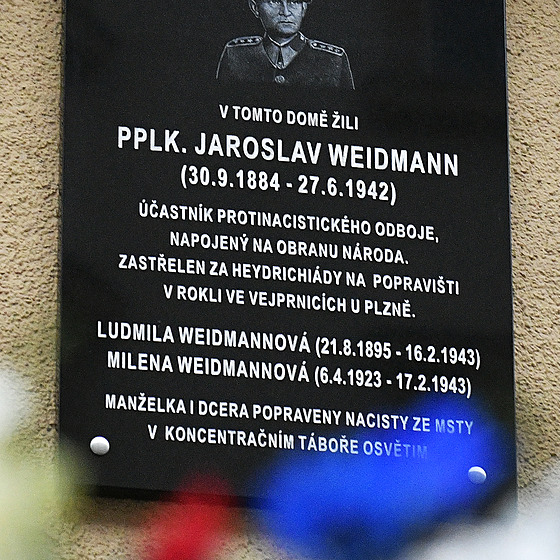 V TOMTO DOMĚ ŽILI
PPLK. JAROSLAV WEIDMANN
(30.9.1884 - 27.6.1942)
ÚČASTNÍK PROTINACISTICKÉHO ODBOJE,
NAPOJENÝ NA OBRANU NÁRODA.
ZASTŘELEN ZA HEYDRICHIÁDY NA POPRAVIŠTI
V ROKLI VE VEJPRNICÍCH U PLZNĚ.
LUDMILA WEIDMANNOVÁ (21.8.1895 - 16.2.1943)
MILENA WEIDMANNOVÁ (6.4.1923 - 17.2.1943)
MANŽELKA I DCERA POPRAVENY NACISTY ZE MSTY
V KONCENTRAČNÍM TÁBOŘE OSVĚTIM